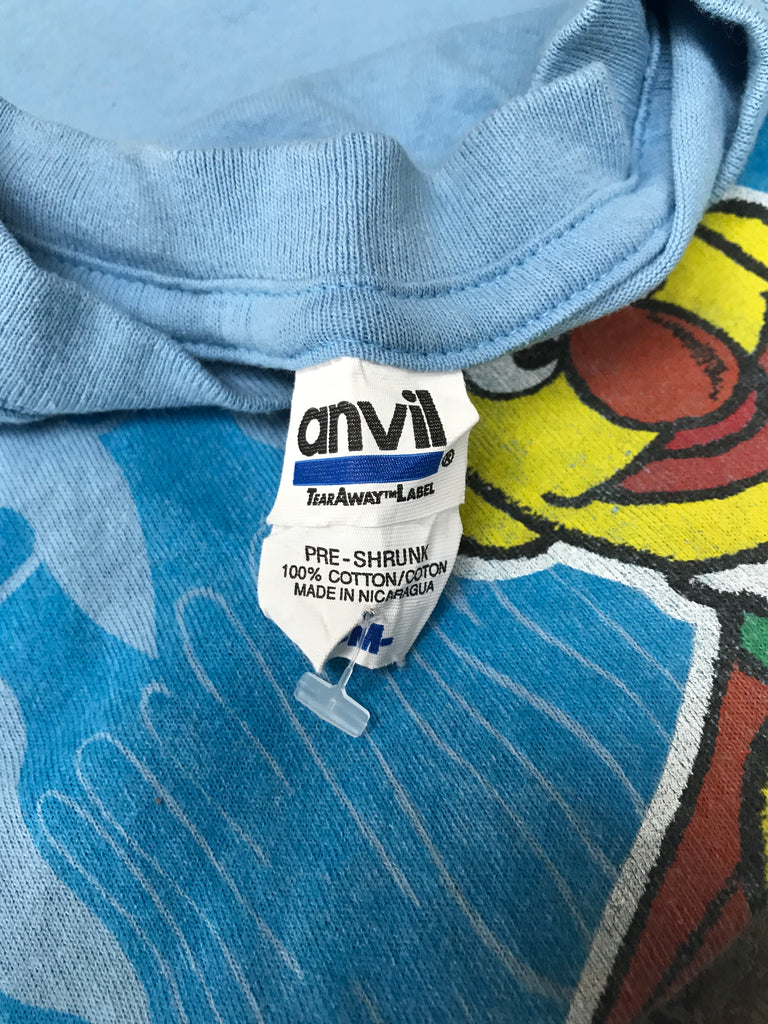 anvil®
TEARAWAY™LABEL
PRE-SHRUNK
100% COTTON/COTON
MADE IN NICARAGUA
-M-